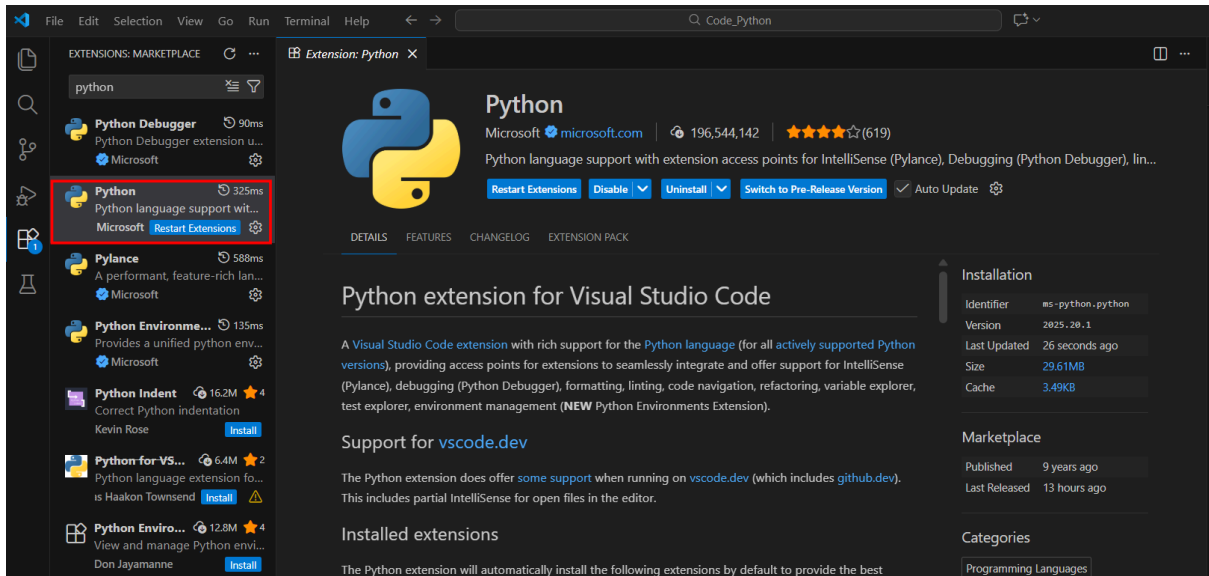 File Edit Selection View Go Run Terminal Help
Code_Python
EXTENSIONS: MARKETPLACE
python
Python Debugger 90ms
Python Debugger extension u...
Microsoft
Python 325ms
Python language support wit...
Microsoft Restart Extensions
Pylance 588ms
A performant, feature-rich lan...
Microsoft
Python Environme... 135ms
Provides a unified python env...
Microsoft
Python Indent 16.2M 4
Correct Python indentation
Kevin Rose Install
Python for VS... 6.4M 2
Python language extension fo...
ıs Haakon Townsend Install
Python Enviro... 12.8M 4
View and manage Python envi...
Don Jayamanne Install
1
Extension: Python
Python
Microsoft microsoft.com 196,544,142 (619)
Python language support with extension access points for IntelliSense (Pylance), Debugging (Python Debugger), lin...
Restart Extensions Disable Uninstall Switch to Pre-Release Version Auto Update
DETAILS FEATURES CHANGELOG EXTENSION PACK
Python extension for Visual Studio Code
A Visual Studio Code extension with rich support for the Python language (for all actively supported Python
versions), providing access points for extensions to seamlessly integrate and offer support for IntelliSense
(Pylance), debugging (Python Debugger), formatting, linting, code navigation, refactoring, variable explorer,
test explorer, environment management (NEW Python Environments Extension).
Support for vscode.dev
The Python extension does offer some support when running on vscode.dev (which includes github.dev).
This includes partial IntelliSense for open files in the editor.
Installed extensions
The Python extension will automatically install the following extensions by default to provide the best
Installation
Identifier ms-python.python
Version 2025.20.1
Last Updated 26 seconds ago
Size 29.61MB
Cache 3.49KB
Marketplace
Published 9 years ago
Last Released 13 hours ago
Categories
Programming Languages